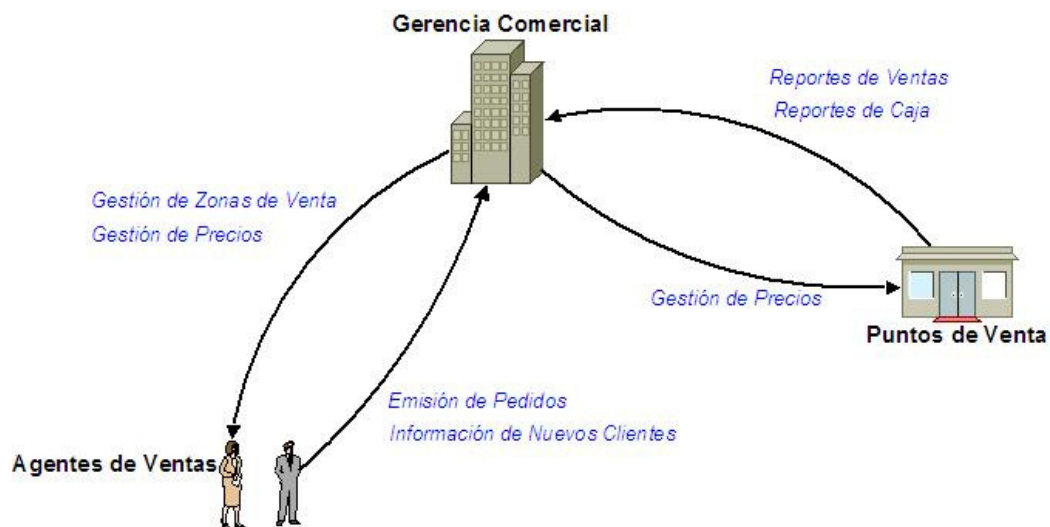 Gerencia Comercial
Reportes de Ventas
Reportes de Caja
Gestión de Zonas de Venta
Gestión de Precios
Gestión de Precios
Puntos de Venta
Emisión de Pedidos
Información de Nuevos Clientes
Agentes de Ventas